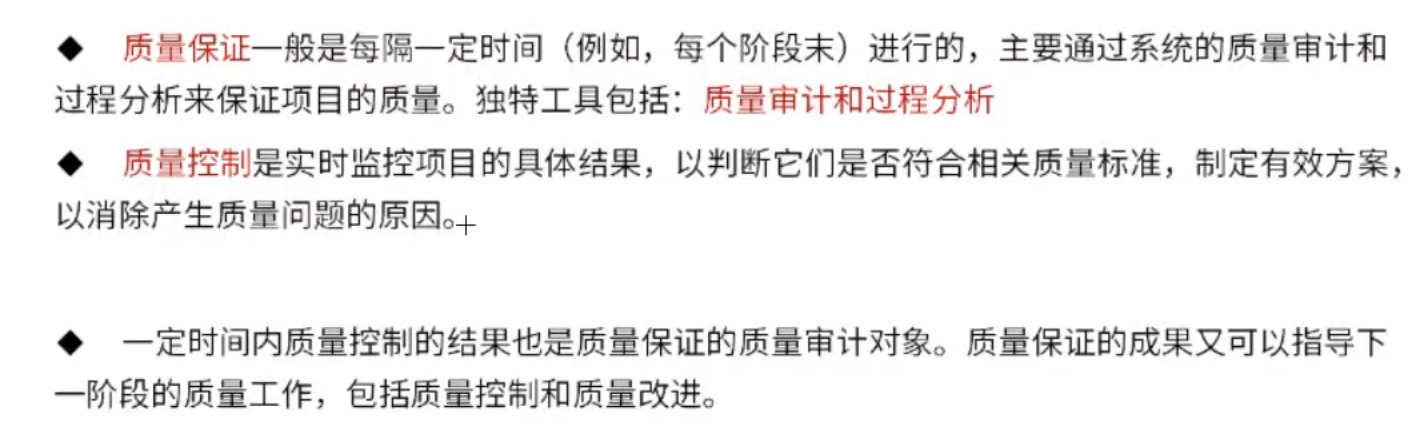 ◆ 质量保证一般是每隔一定时间（例如，每个阶段末）进行的，主要通过系统的质量审计和
过程分析来保证项目的质量。独特工具包括：质量审计和过程分析
◆ 质量控制是实时监控项目的具体结果，以判断它们是否符合相关质量标准，制定有效方案，
以消除产生质量问题的原因。
◆ 一定时间内质量控制的结果也是质量保证的质量审计对象。质量保证的成果又可以指导下
一阶段的质量工作，包括质量控制和质量改进。